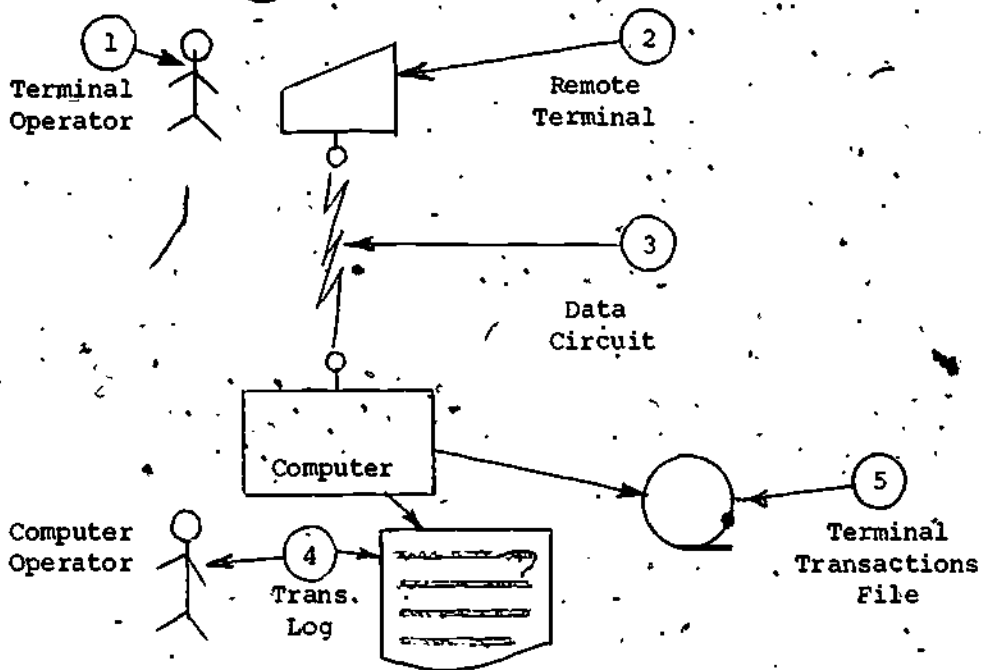 1
Terminal
Operator
2
Remote
Terminal
3
Data
Circuit
Computer
Computer
Operator
4
Trans.
Log
5
Terminal
Transactions
File